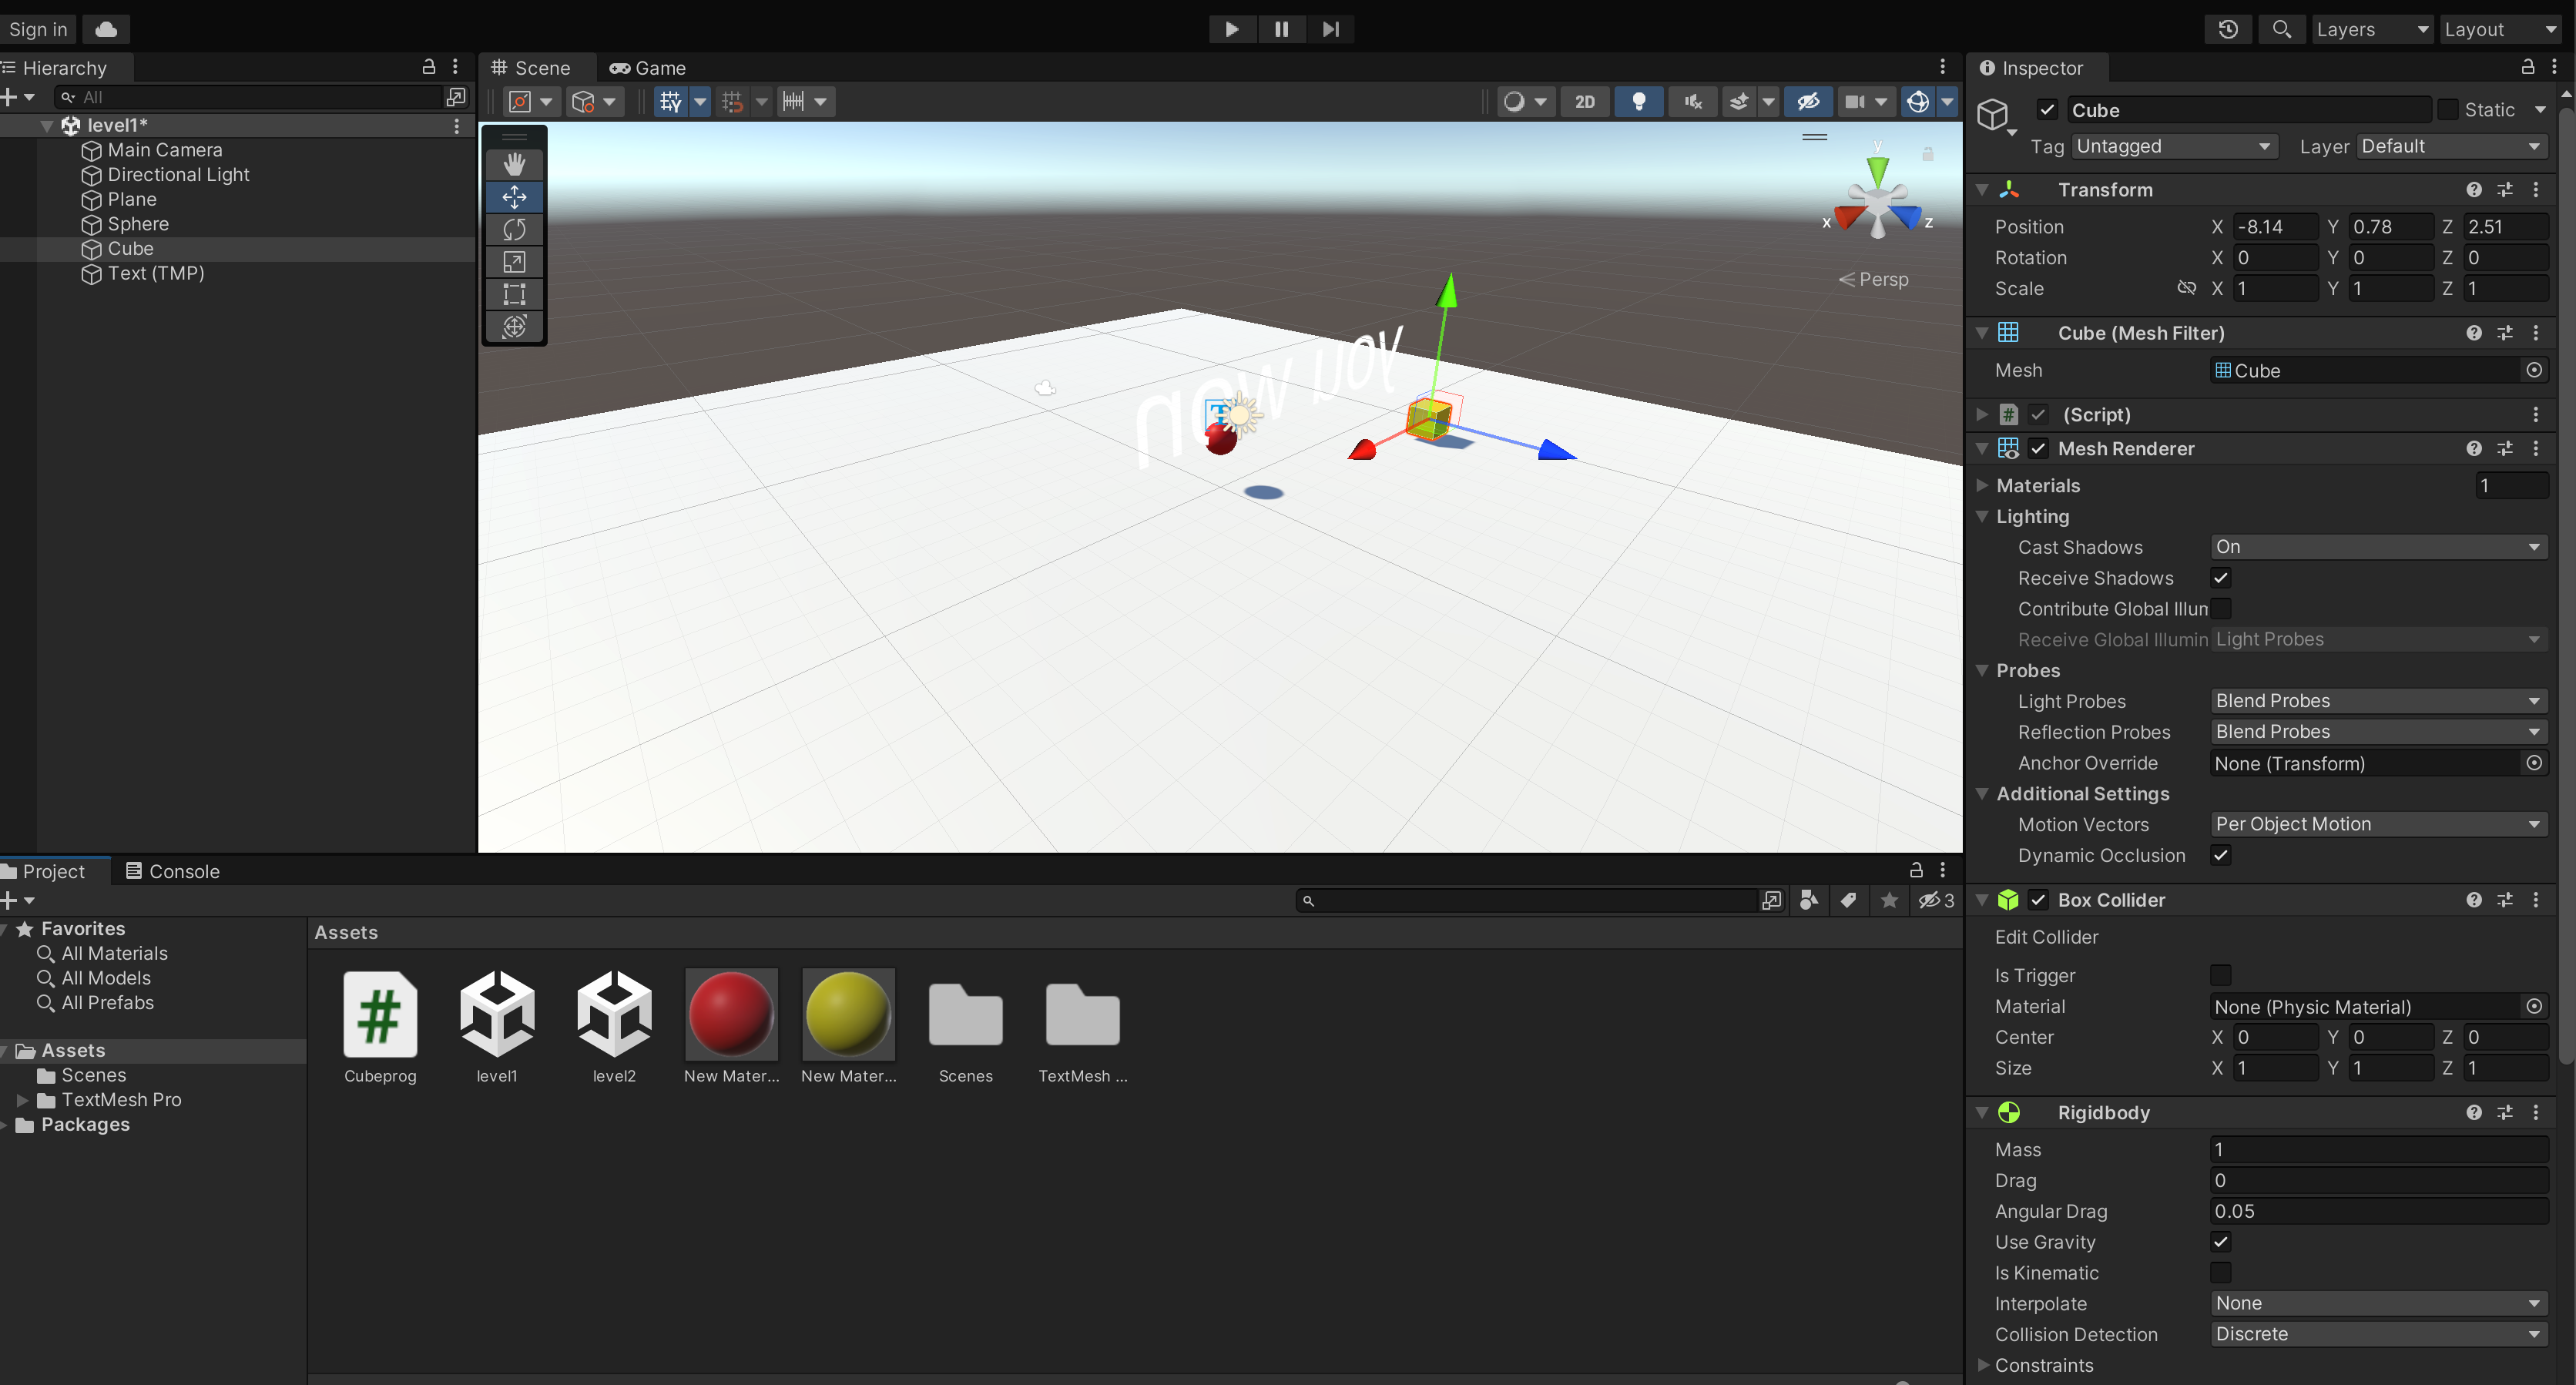 Sign in
Layers
Layout
Hierarchy
All
level1*
Main Camera
Directional Light
Plane
Sphere
Cube
Text (TMP)
Scene
Game
2D
y
x
z
Persp
you won
Inspector
Cube
Static
Tag Untagged Layer Default
Transform
Position X -8.14 Y 0.78 Z 2.51
Rotation X 0 Y 0 Z 0
Scale X 1 Y 1 Z 1
Cube (Mesh Filter)
Mesh Cube
# (Script)
Mesh Renderer
Materials 1
Lighting
Cast Shadows On
Receive Shadows
Contribute Global Illum
Receive Global Illumin Light Probes
Probes
Light Probes Blend Probes
Reflection Probes Blend Probes
Anchor Override None (Transform)
Additional Settings
Motion Vectors Per Object Motion
Dynamic Occlusion
Box Collider
Edit Collider
Is Trigger
Material None (Physic Material)
Center X 0 Y 0 Z 0
Size X 1 Y 1 Z 1
Rigidbody
Mass 1
Drag 0
Angular Drag 0.05
Use Gravity
Is Kinematic
Interpolate None
Collision Detection Discrete
Constraints
Project
Console
3
Favorites
All Materials
All Models
All Prefabs
Assets
Scenes
TextMesh Pro
Packages
Assets
#
Cubeprog
level1
level2
New Mater...
New Mater...
Scenes
TextMesh ...